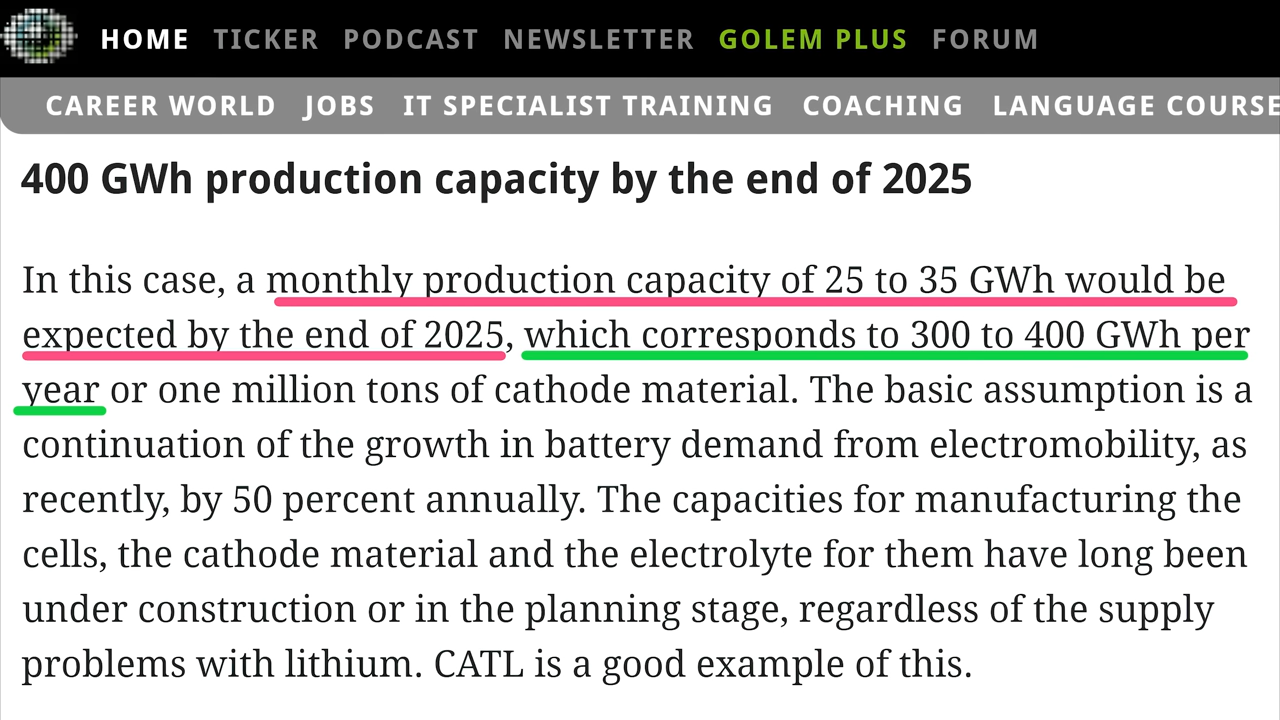 HOME TICKER PODCAST NEWSLETTER GOLEM PLUS FORUM
CAREER WORLD JOBS IT SPECIALIST TRAINING COACHING LANGUAGE COURSE
400 GWh production capacity by the end of 2025
In this case, a monthly production capacity of 25 to 35 GWh would be
expected by the end of 2025, which corresponds to 300 to 400 GWh per
year or one million tons of cathode material. The basic assumption is a
continuation of the growth in battery demand from electromobility, as
recently, by 50 percent annually. The capacities for manufacturing the
cells, the cathode material and the electrolyte for them have long been
under construction or in the planning stage, regardless of the supply
problems with lithium. CATL is a good example of this.